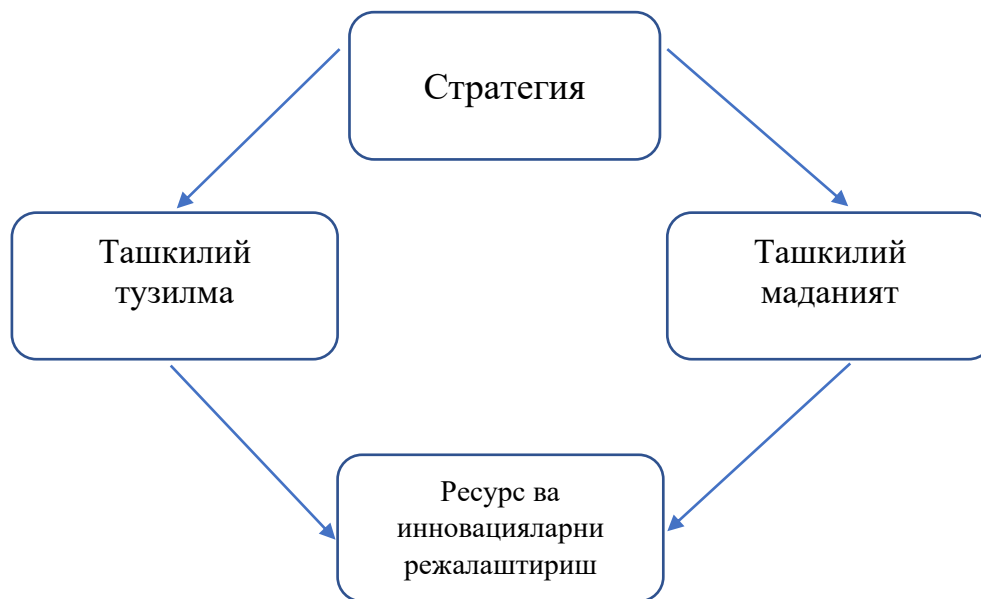 Стратегия
Ташкилий
тузилма
Ташкилий
маданият
Ресурс ва
инновацияларни
режалаштириш